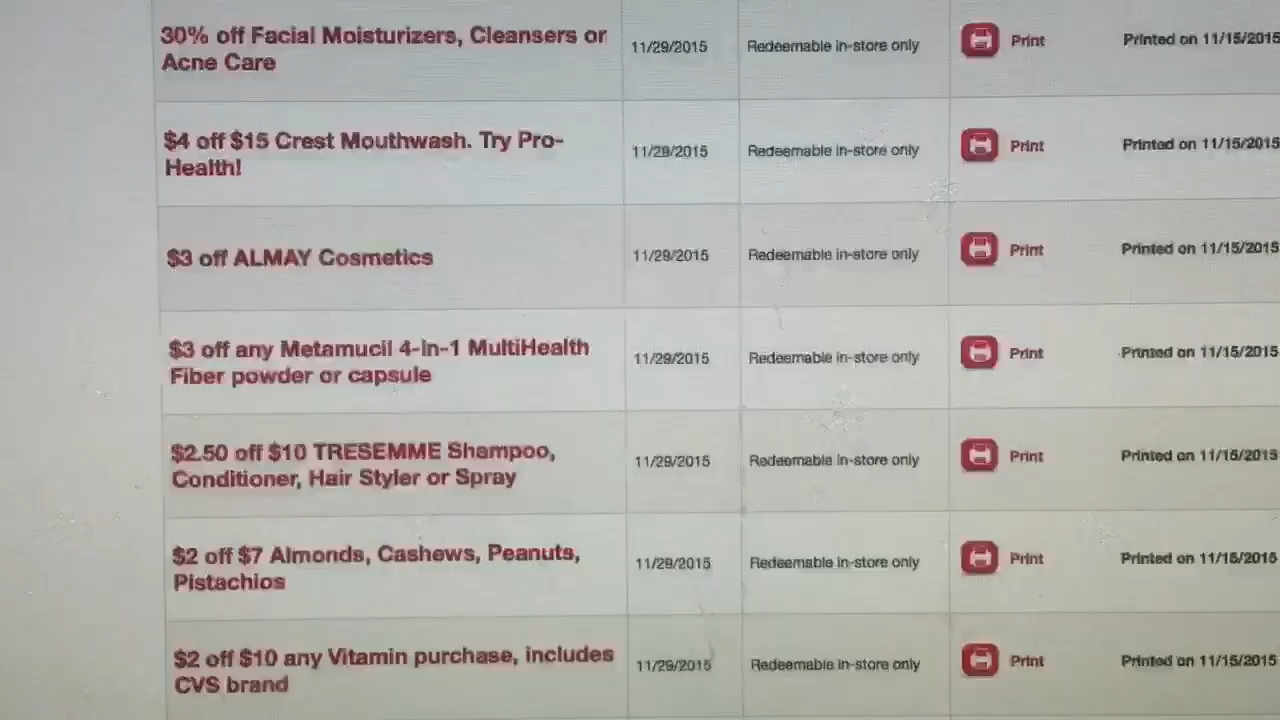 30% off Facial Moisturizers, Cleansers or
Acne Care
11/29/2015
Redeemable in-store only
Print
Printed on 11/15/2015
$4 off $15 Crest Mouthwash. Try Pro-
Health!
11/29/2015
Redeemable in-store only
Print
Printed on 11/15/2015
$3 off ALMAY Cosmetics
11/29/2015
Redeemable in-store only
Print
Printed on 11/15/2015
$3 off any Metamucil 4-in-1 MultiHealth
Fiber powder or capsule
11/29/2015
Redeemable in-store only
Print
Printed on 11/15/2015
$2.50 off $10 TRESEMME Shampoo,
Conditioner, Hair Styler or Spray
11/29/2015
Redeemable in-store only
Print
Printed on 11/15/2015
$2 off $7 Almonds, Cashews, Peanuts,
Pistachios
11/29/2015
Redeemable in-store only
Print
Printed on 11/15/2015
$2 off $10 any Vitamin purchase, includes
CVS brand
11/29/2015
Redeemable in-store only
Print
Printed on 11/15/2015